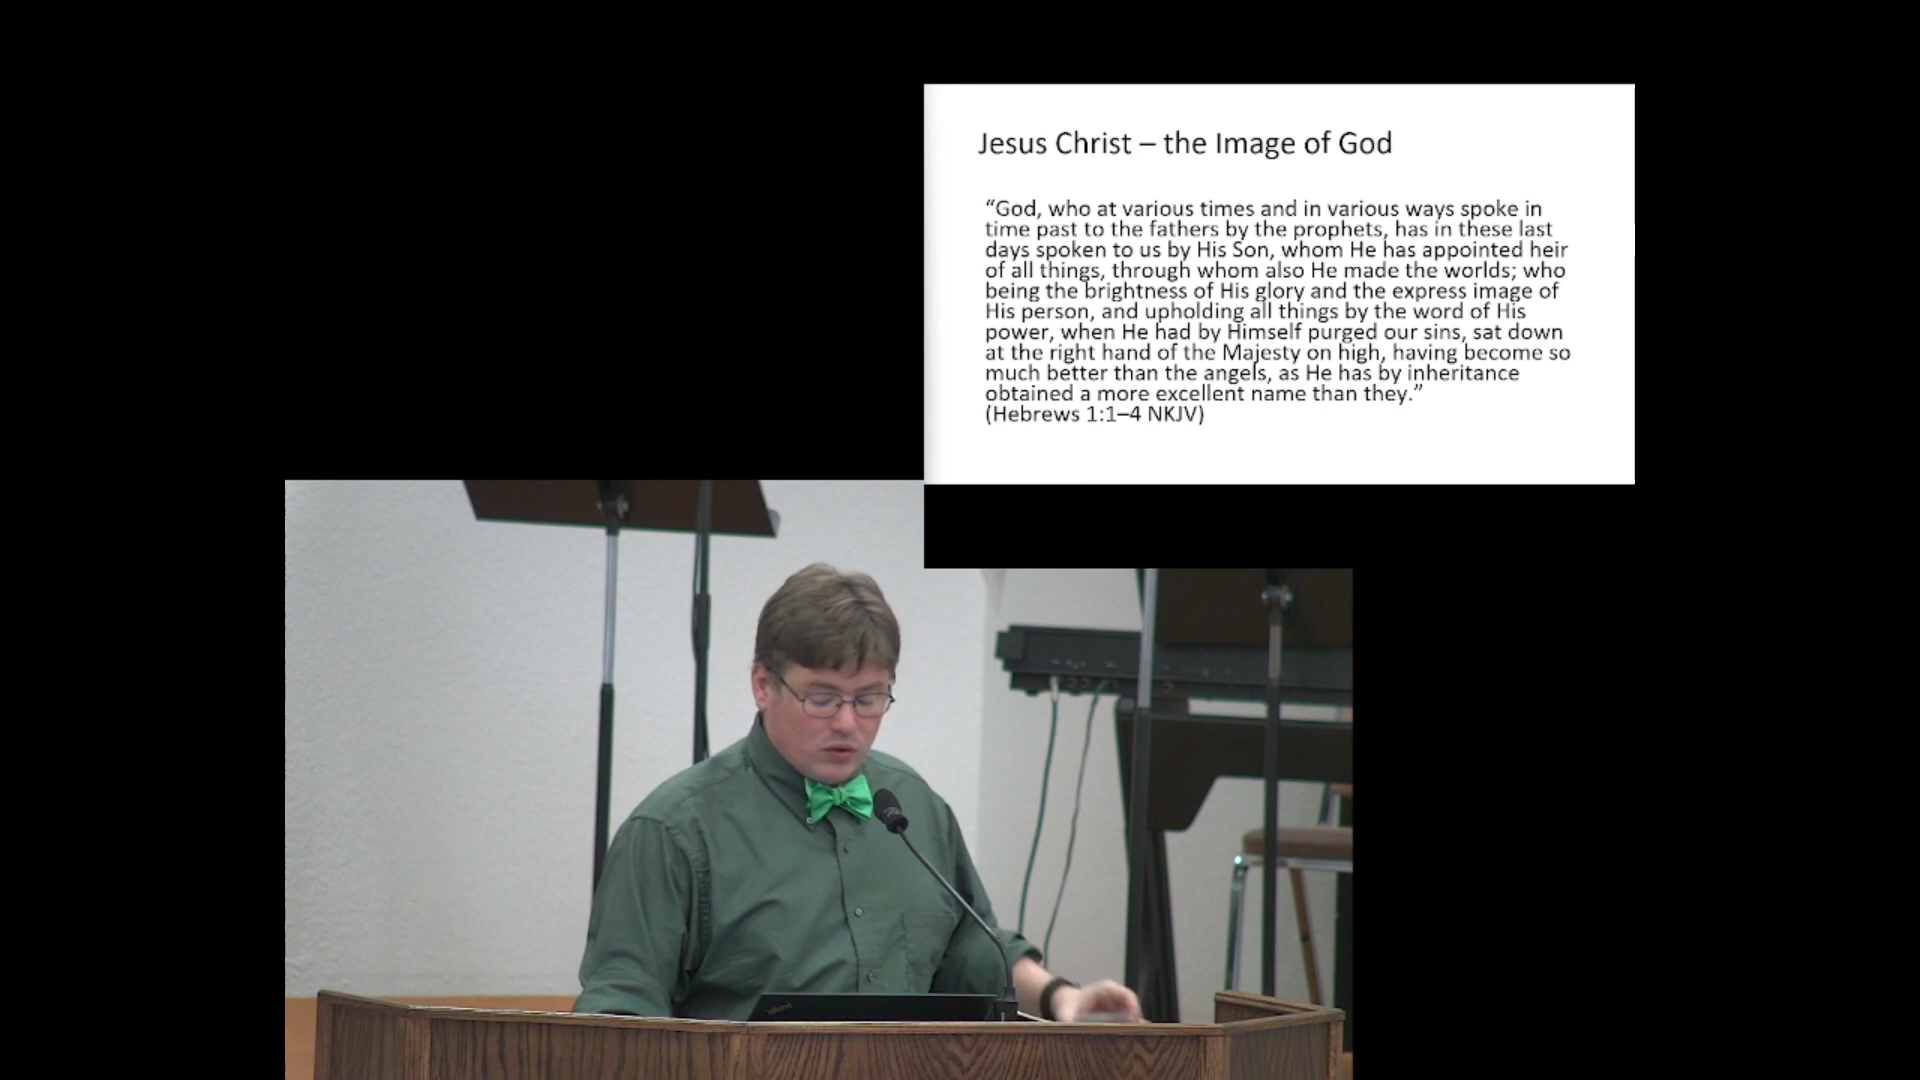 Jesus Christ – the Image of God
“God, who at various times and in various ways spoke in
time past to the fathers by the prophets, has in these last
days spoken to us by His Son, whom He has appointed heir
of all things, through whom also He made the worlds; who
being the brightness of His glory and the express image of
His person, and upholding all things by the word of His
power, when He had by Himself purged our sins, sat down
at the right hand of the Majesty on high, having become so
much better than the angels, as He has by inheritance
obtained a more excellent name than they.”
(Hebrews 1:1–4 NKJV)